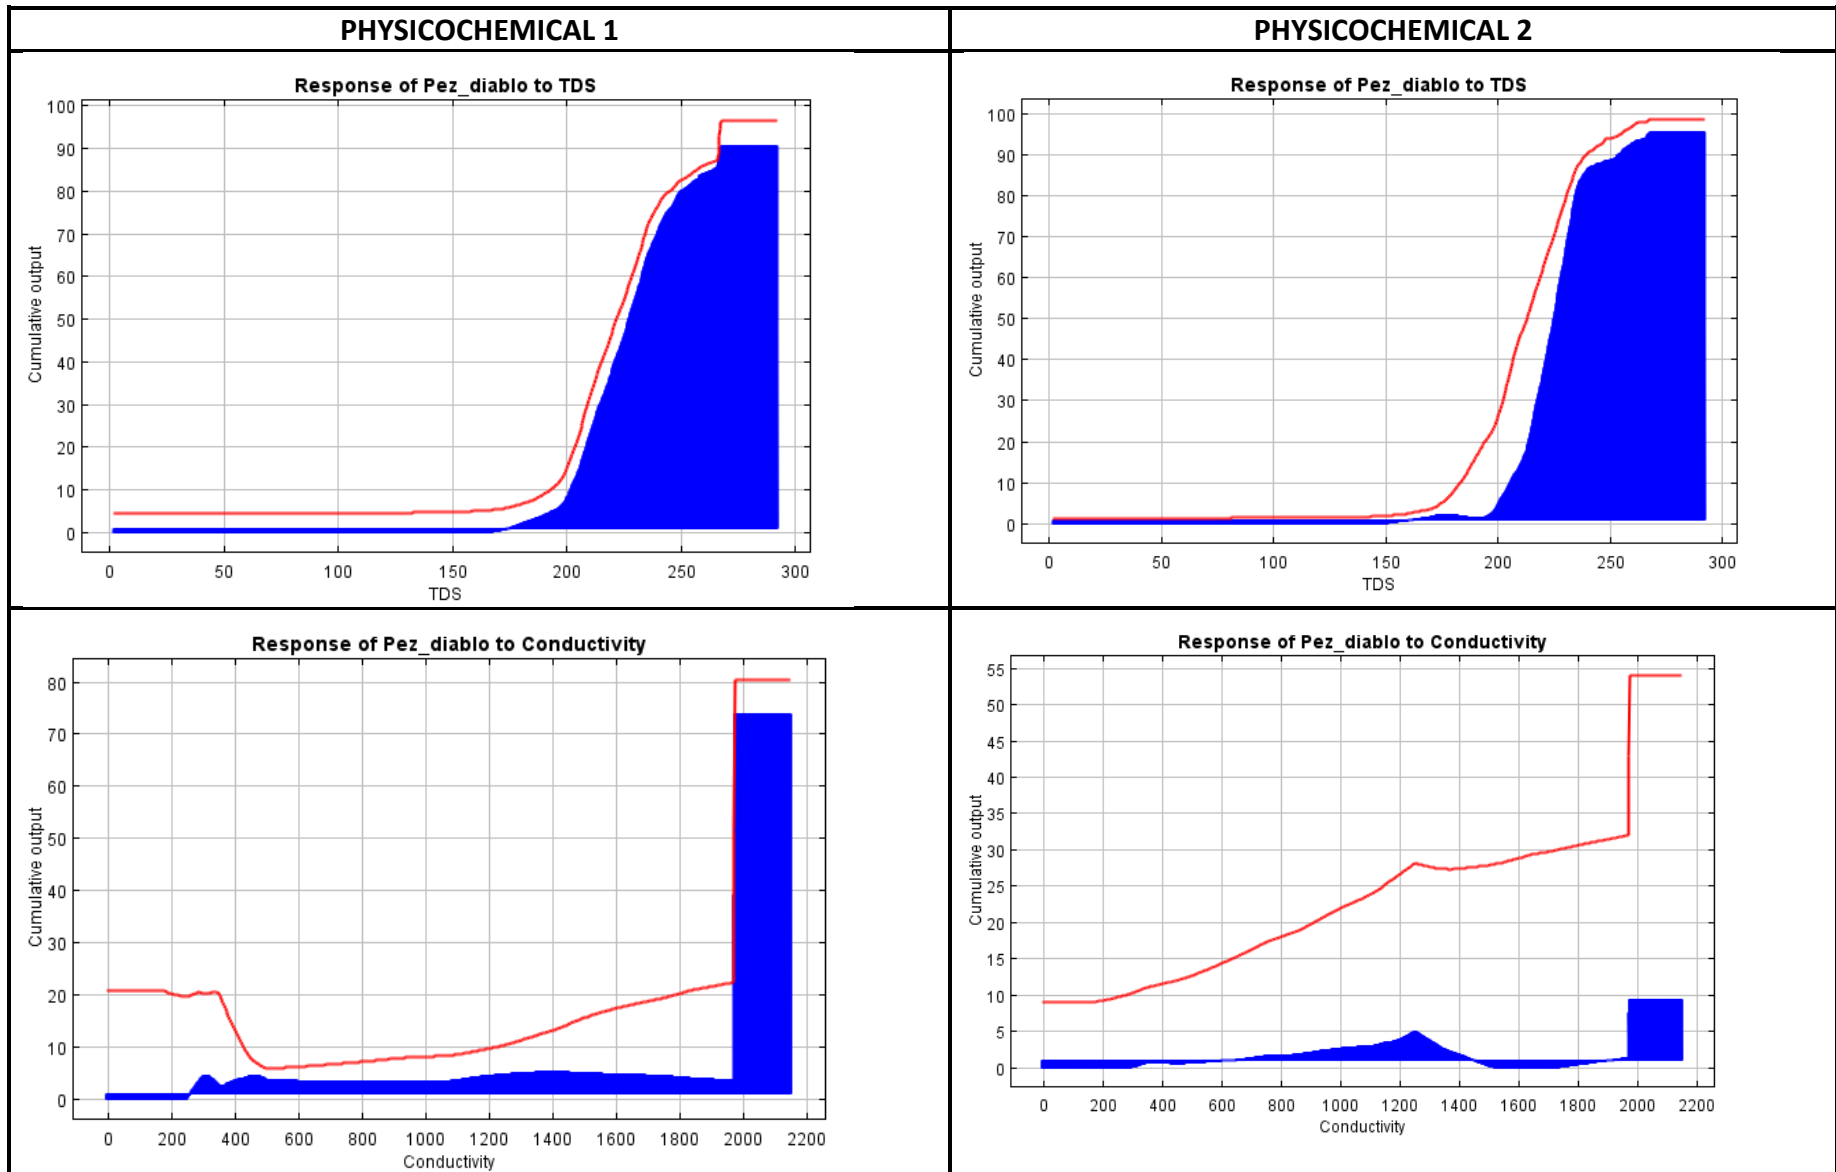 PHYSICOCHEMICAL 1
PHYSICOCHEMICAL 2
Response of Pez_diablo to TDS
100
90
80
70
60
50
40
30
20
10
0
Cumulative output
0 50 100 150 200 250 300
TDS
Response of Pez_diablo to TDS
100
90
80
70
60
50
40
30
20
10
0
Cumulative output
0 50 100 150 200 250 300
TDS
Response of Pez_diablo to Conductivity
80
70
60
50
40
30
20
10
0
Cumulative output
0 200 400 600 800 1000 1200 1400 1600 1800 2000 2200
Conductivity
Response of Pez_diablo to Conductivity
55
50
45
40
35
30
25
20
15
10
5
0
Cumulative output
0 200 400 600 800 1000 1200 1400 1600 1800 2000 2200
Conductivity